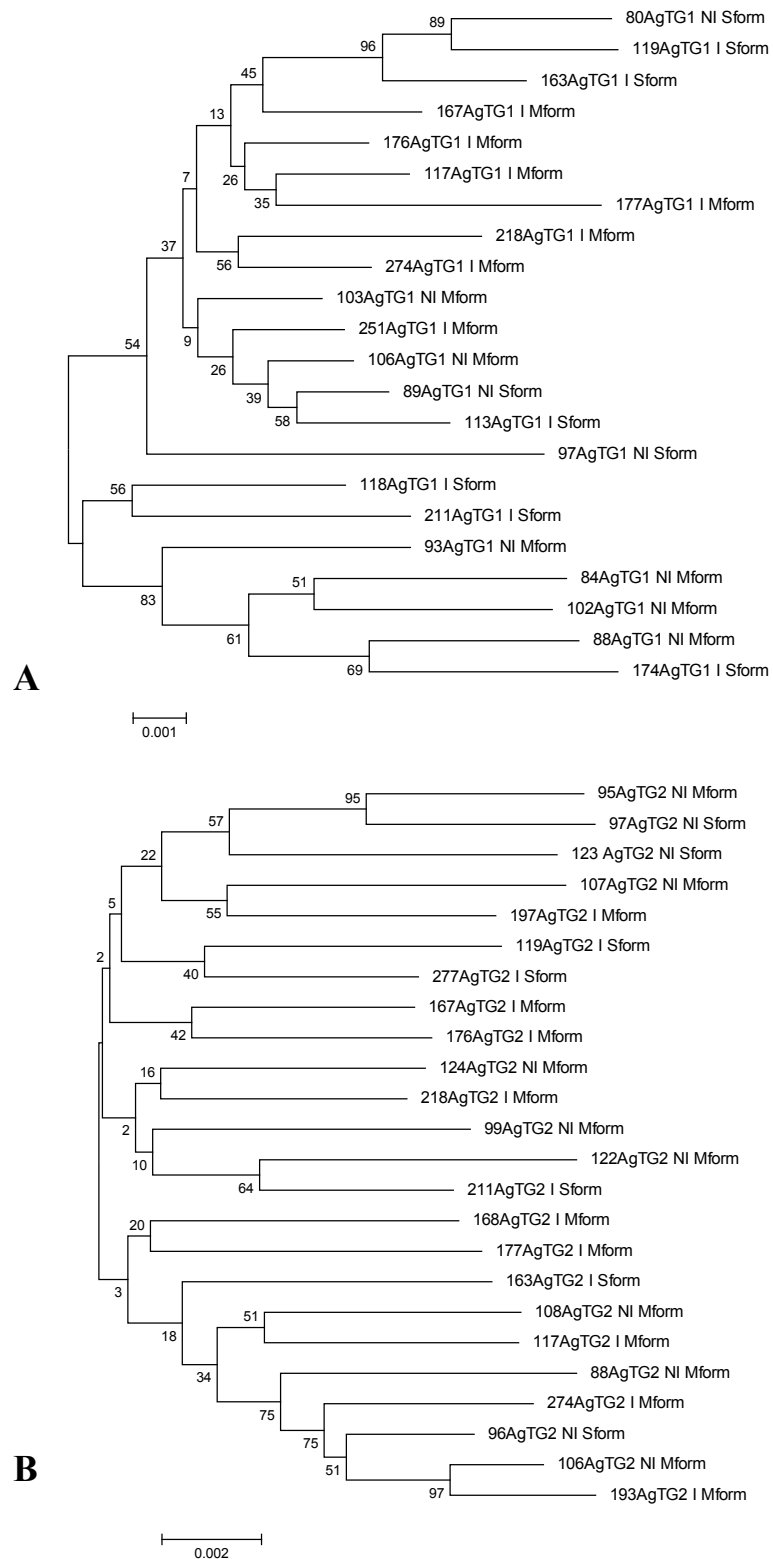 89
80AgTG1 NI Sform
119AgTG1 I Sform
96
163AgTG1 I Sform
45
167AgTG1 I Mform
13
176AgTG1 I Mform
26
117AgTG1 I Mform
35
177AgTG1 I Mform
7
218AgTG1 I Mform
56
274AgTG1 I Mform
37
103AgTG1 NI Mform
9
251AgTG1 I Mform
26
106AgTG1 NI Mform
39
89AgTG1 NI Sform
58
113AgTG1 I Sform
54
97AgTG1 NI Sform
56
118AgTG1 I Sform
211AgTG1 I Sform
93AgTG1 NI Mform
83
51
84AgTG1 NI Mform
102AgTG1 NI Mform
61
88AgTG1 NI Mform
69
174AgTG1 I Sform
A
0.001
95
95AgTG2 NI Mform
97AgTG2 NI Sform
57
123 AgTG2 NI Sform
22
107AgTG2 NI Mform
55
197AgTG2 I Mform
5
119AgTG2 I Sform
40
277AgTG2 I Sform
2
167AgTG2 I Mform
42
176AgTG2 I Mform
16
124AgTG2 NI Mform
218AgTG2 I Mform
2
99AgTG2 NI Mform
10
122AgTG2 NI Mform
64
211AgTG2 I Sform
20
168AgTG2 I Mform
177AgTG2 I Mform
3
163AgTG2 I Sform
18
51
108AgTG2 NI Mform
117AgTG2 I Mform
34
88AgTG2 NI Mform
75
274AgTG2 I Mform
75
96AgTG2 NI Sform
51
106AgTG2 NI Mform
97
193AgTG2 I Mform
B
0.002